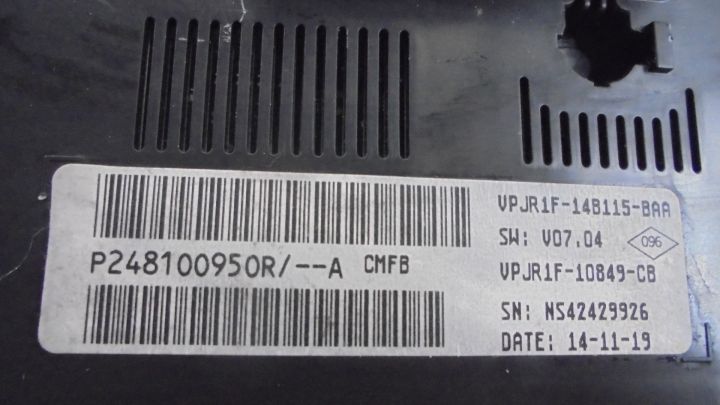 VPJR1F-14B115-BAA
SW: V07.04 096
P248100950R/--A CMFB VPJR1F-10849-CB
SN: NS42429926
DATE: 14-11-19